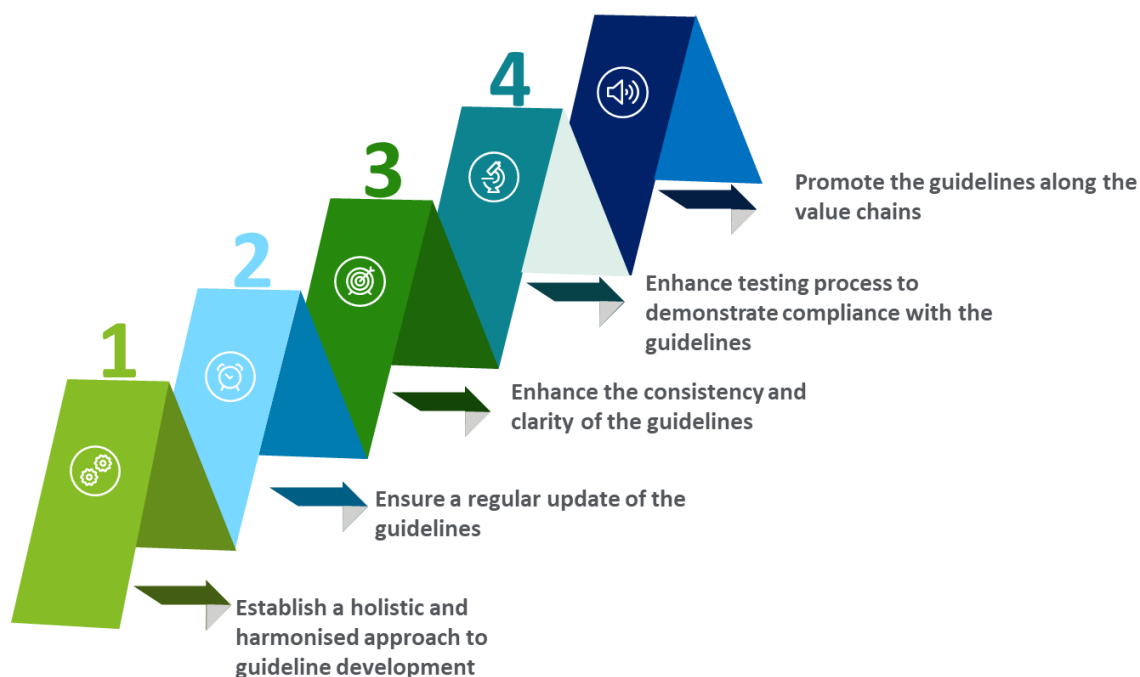 4
Promote the guidelines along the
value chains
3
Enhance testing process to
demonstrate compliance with the
guidelines
2
Enhance the consistency and
clarity of the guidelines
1
Ensure a regular update of the
guidelines
Establish a holistic and
harmonised approach to
guideline development